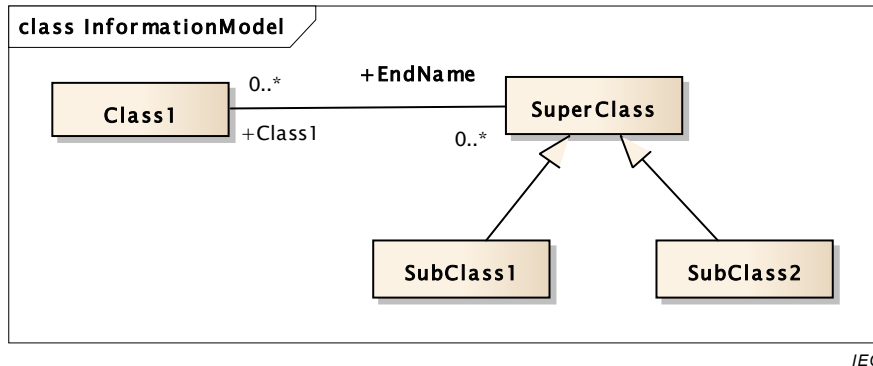 class InformationModel
0..*
+EndName
Class1
SuperClass
+Class1
0..*
SubClass1
SubClass2